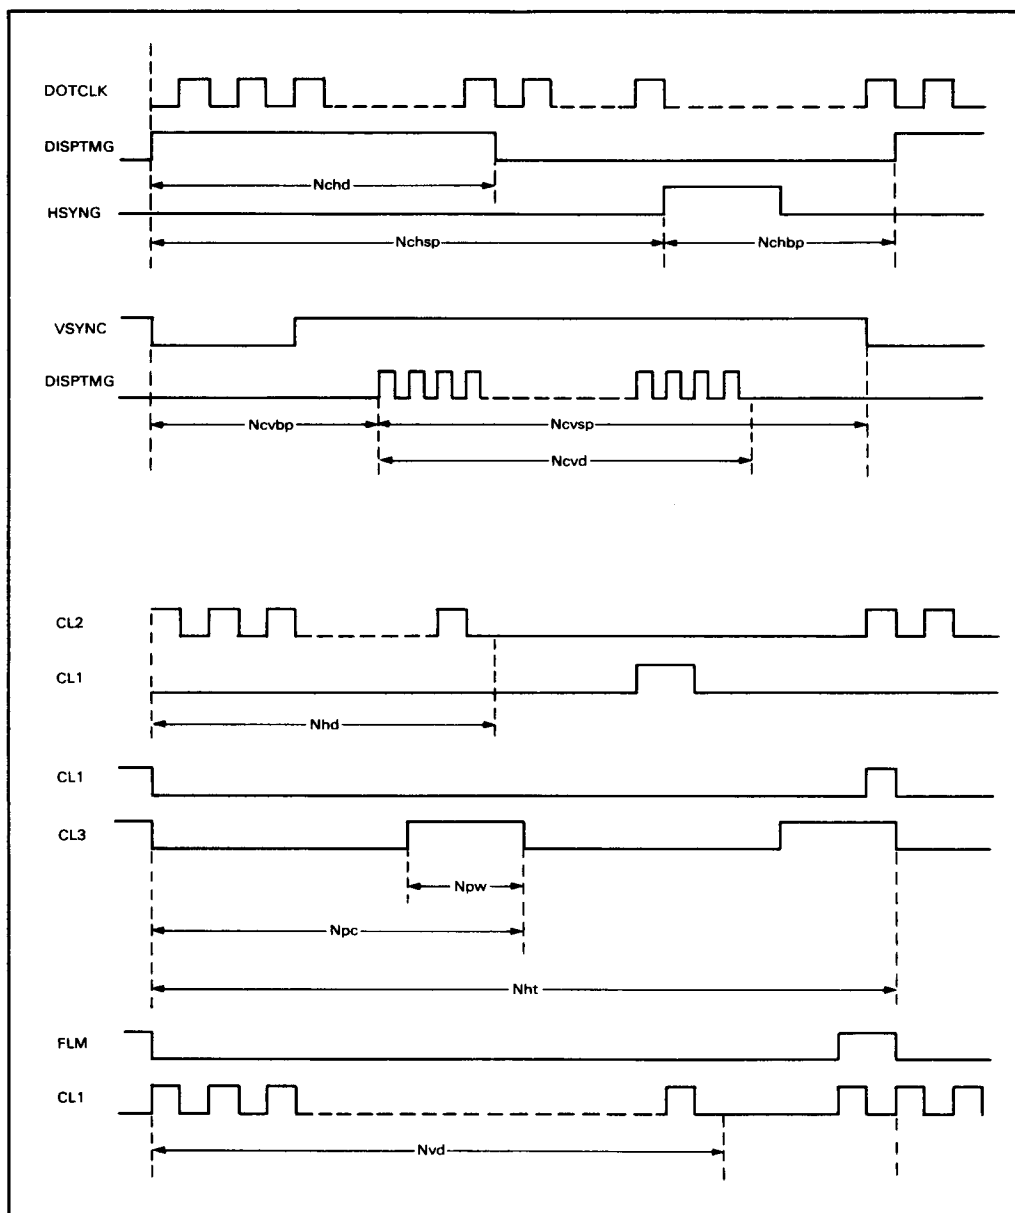 DOTCLK
DISPTMG
Nchd
HSYNG
Nchsp
Nchbp
VSYNC
DISPTMG
Ncvbp
Ncvsp
Ncvd
CL2
CL1
Nhd
CL1
CL3
Npw
Npc
Nht
FLM
CL1
Nvd